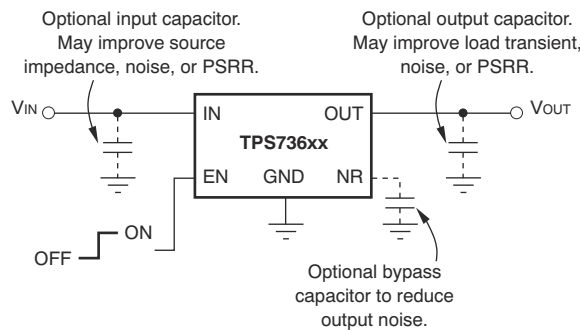 Optional input capacitor.
May improve source
impedance, noise, or PSRR.
Optional output capacitor.
May improve load transient,
noise, or PSRR.
VIN
IN
OUT
VOUT
TPS736xx
EN
GND
NR
ON
OFF
Optional bypass
capacitor to reduce
output noise.